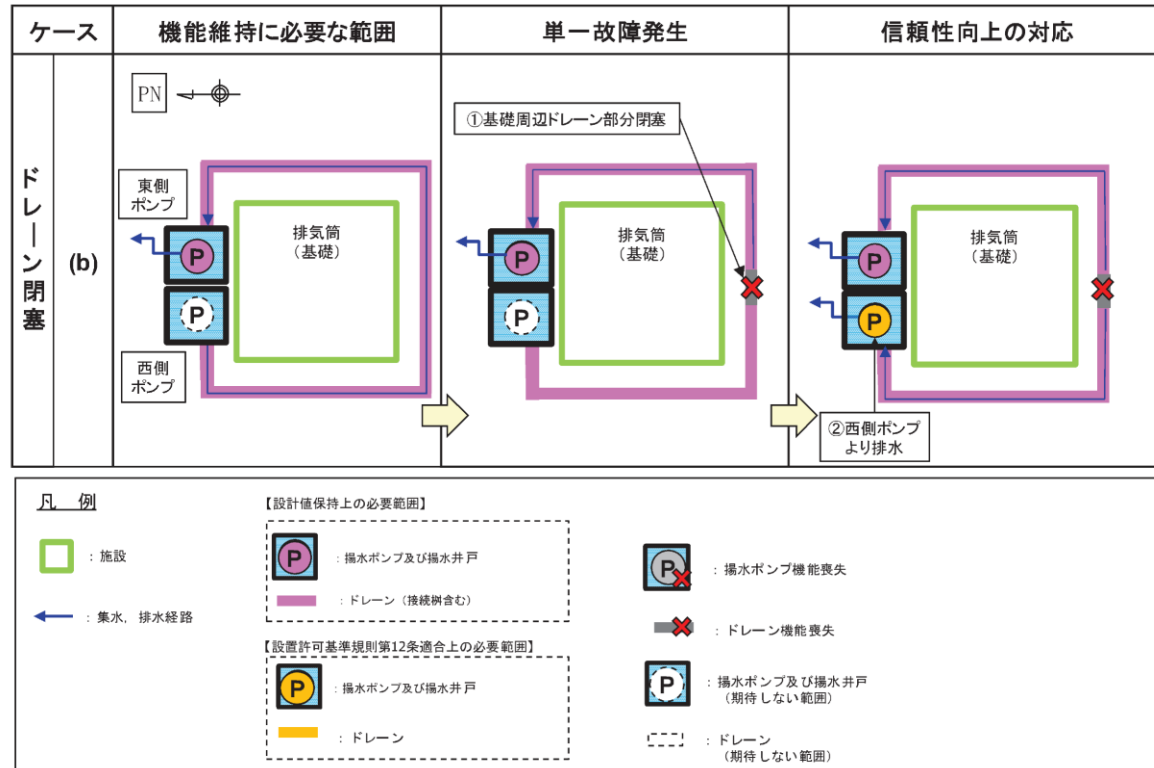 ケース
機能維持に必要な範囲
単一故障発生
信頼性向上の対応
ドレーン閉塞
(b)
PN
東側
ポンプ
P
P
西側
ポンプ
排気筒
(基礎)
①基礎周辺ドレーン部分閉塞
P
P
排気筒
(基礎)
P
P
排気筒
(基礎)
②西側ポンプ
より排水
凡 例
:施設
:集水,排水経路
【設計値保持上の必要範囲】
P
:揚水ポンプ及び揚水井戸
:ドレーン(接続桝含む)
【設置許可基準規則第12条適合上の必要範囲】
P
:揚水ポンプ及び揚水井戸
:ドレーン
P
:揚水ポンプ機能喪失
:ドレーン機能喪失
P
:揚水ポンプ及び揚水井戸
(期待しない範囲)
:ドレーン
(期待しない範囲)